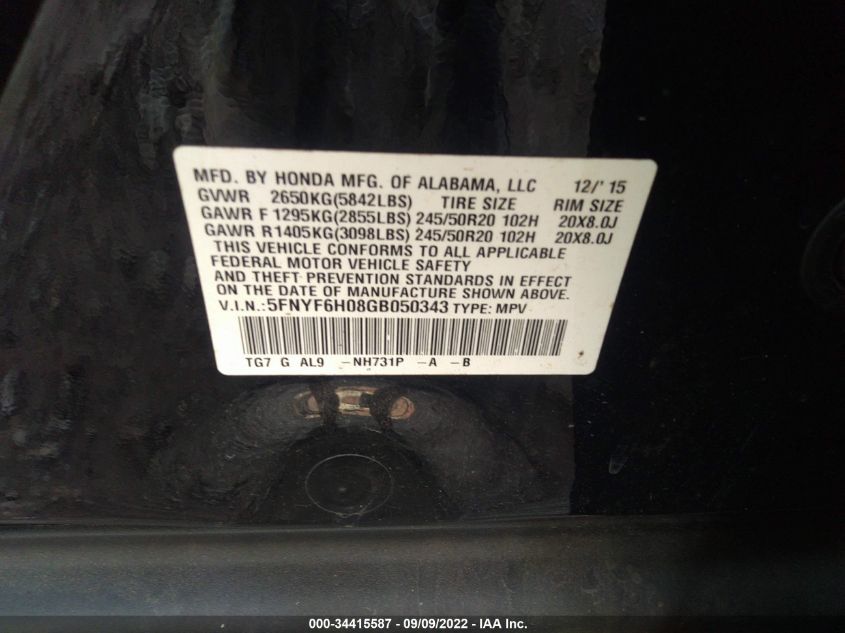 MFD. BY HONDA MFG. OF ALABAMA, LLC 12/'15
GVWR 2650KG(5842LBS) TIRE SIZE RIM SIZE
GAWR F 1295KG(2855LBS) 245/50R20 102H 20X8.0J
GAWR R1405KG(3098LBS) 245/50R20 102H 20X8.0J
THIS VEHICLE CONFORMS TO ALL APPLICABLE
FEDERAL MOTOR VEHICLE SAFETY
AND THEFT PREVENTION STANDARDS IN EFFECT
ON THE DATE OF MANUFACTURE SHOWN ABOVE.
V.I.N.:5FNYF6H08GB050343 TYPE: MPV
TG7 G AL9 -NH731P -A -B
000-34415587 - 09/09/2022 - IAA Inc.